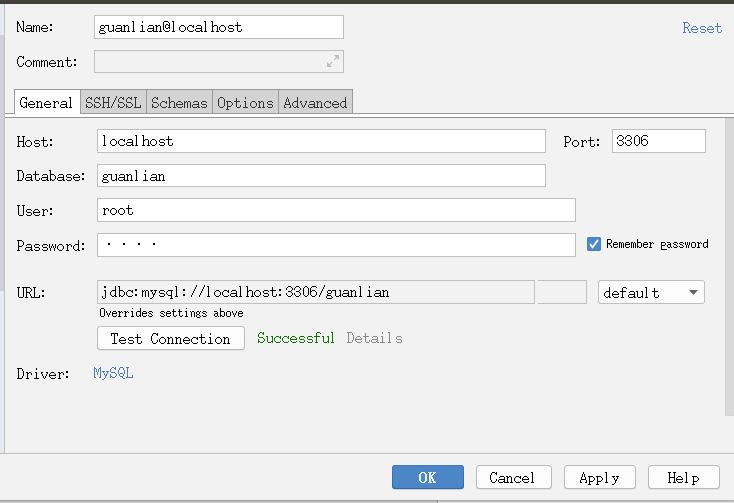 Name: guanlian@localhost Reset
Comment:
General SSH/SSL Schemas Options Advanced
Host: localhost Port: 3306
Database: guanlian
User: root
Password: ···· Remember password
URL: jdbc:mysql://localhost:3306/guanlian default
Overrides settings above
Test Connection Successful Details
Driver: MySQL
OK Cancel Apply Help